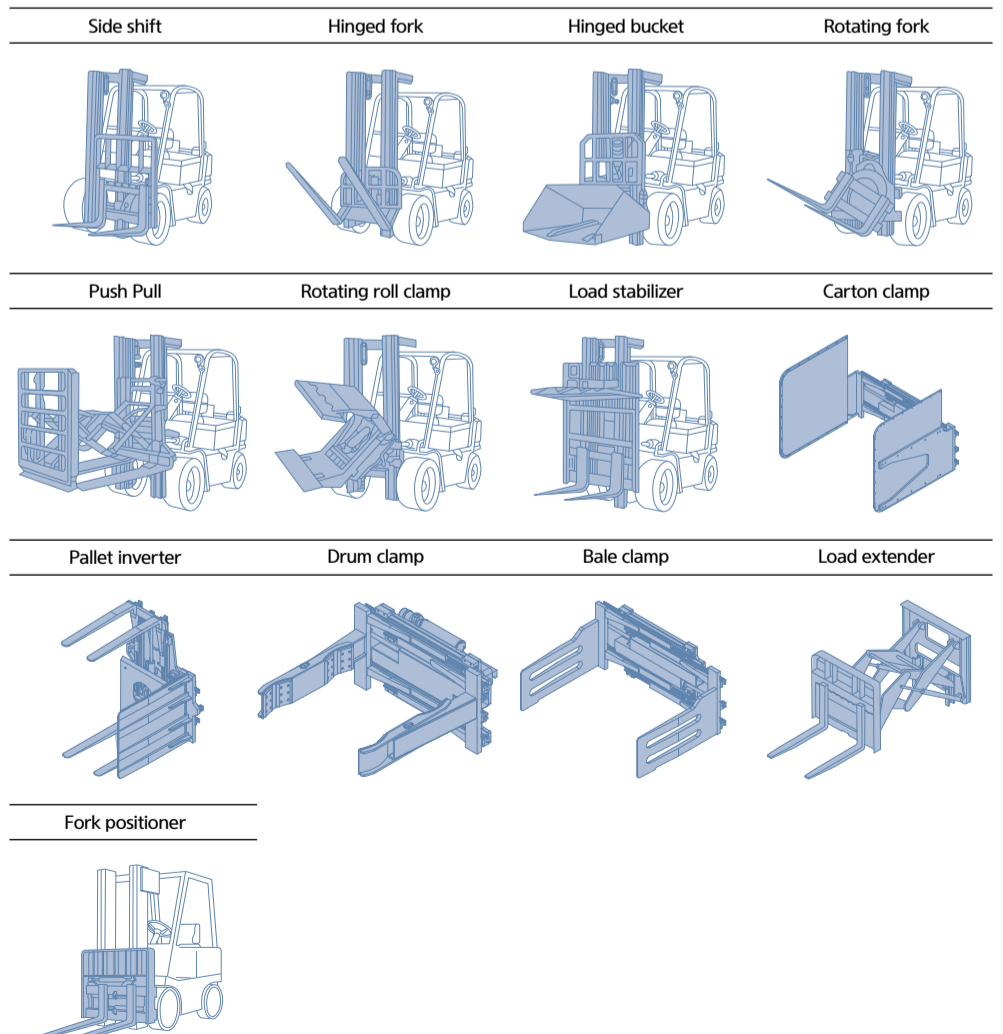 Side shift
Hinged fork
Hinged bucket
Rotating fork
Push Pull
Rotating roll clamp
Load stabilizer
Carton clamp
Pallet inverter
Drum clamp
Bale clamp
Load extender
Fork positioner